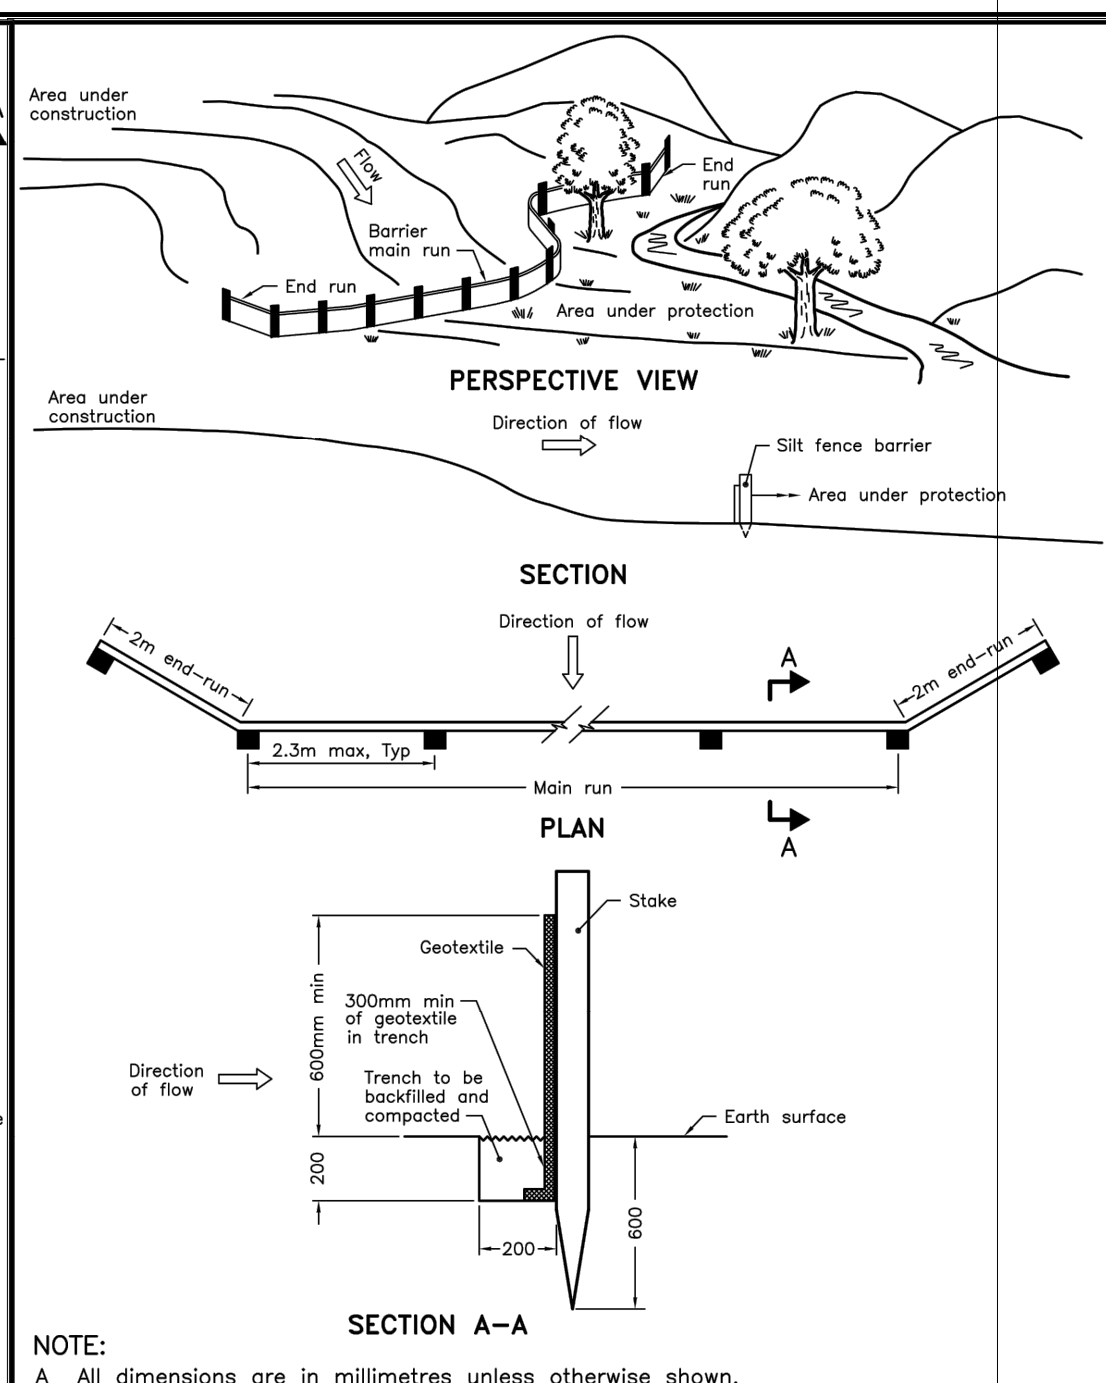 Area under
construction
Flow
End
run
Barrier
main run
End run
Area under protection
PERSPECTIVE VIEW
Area under
construction
Direction of flow
Silt fence barrier
Area under protection
SECTION
Direction of flow
2m end-run
2m end-run
A
2.3m max, Typ
Main run
PLAN
A
Stake
Geotextile
600mm min
300mm min
of geotextile
in trench
Direction
of flow
Trench to be
backfilled and
compacted
Earth surface
200
200
600
SECTION A-A
NOTE:
A All dimensions are in millimetres unless otherwise shown.